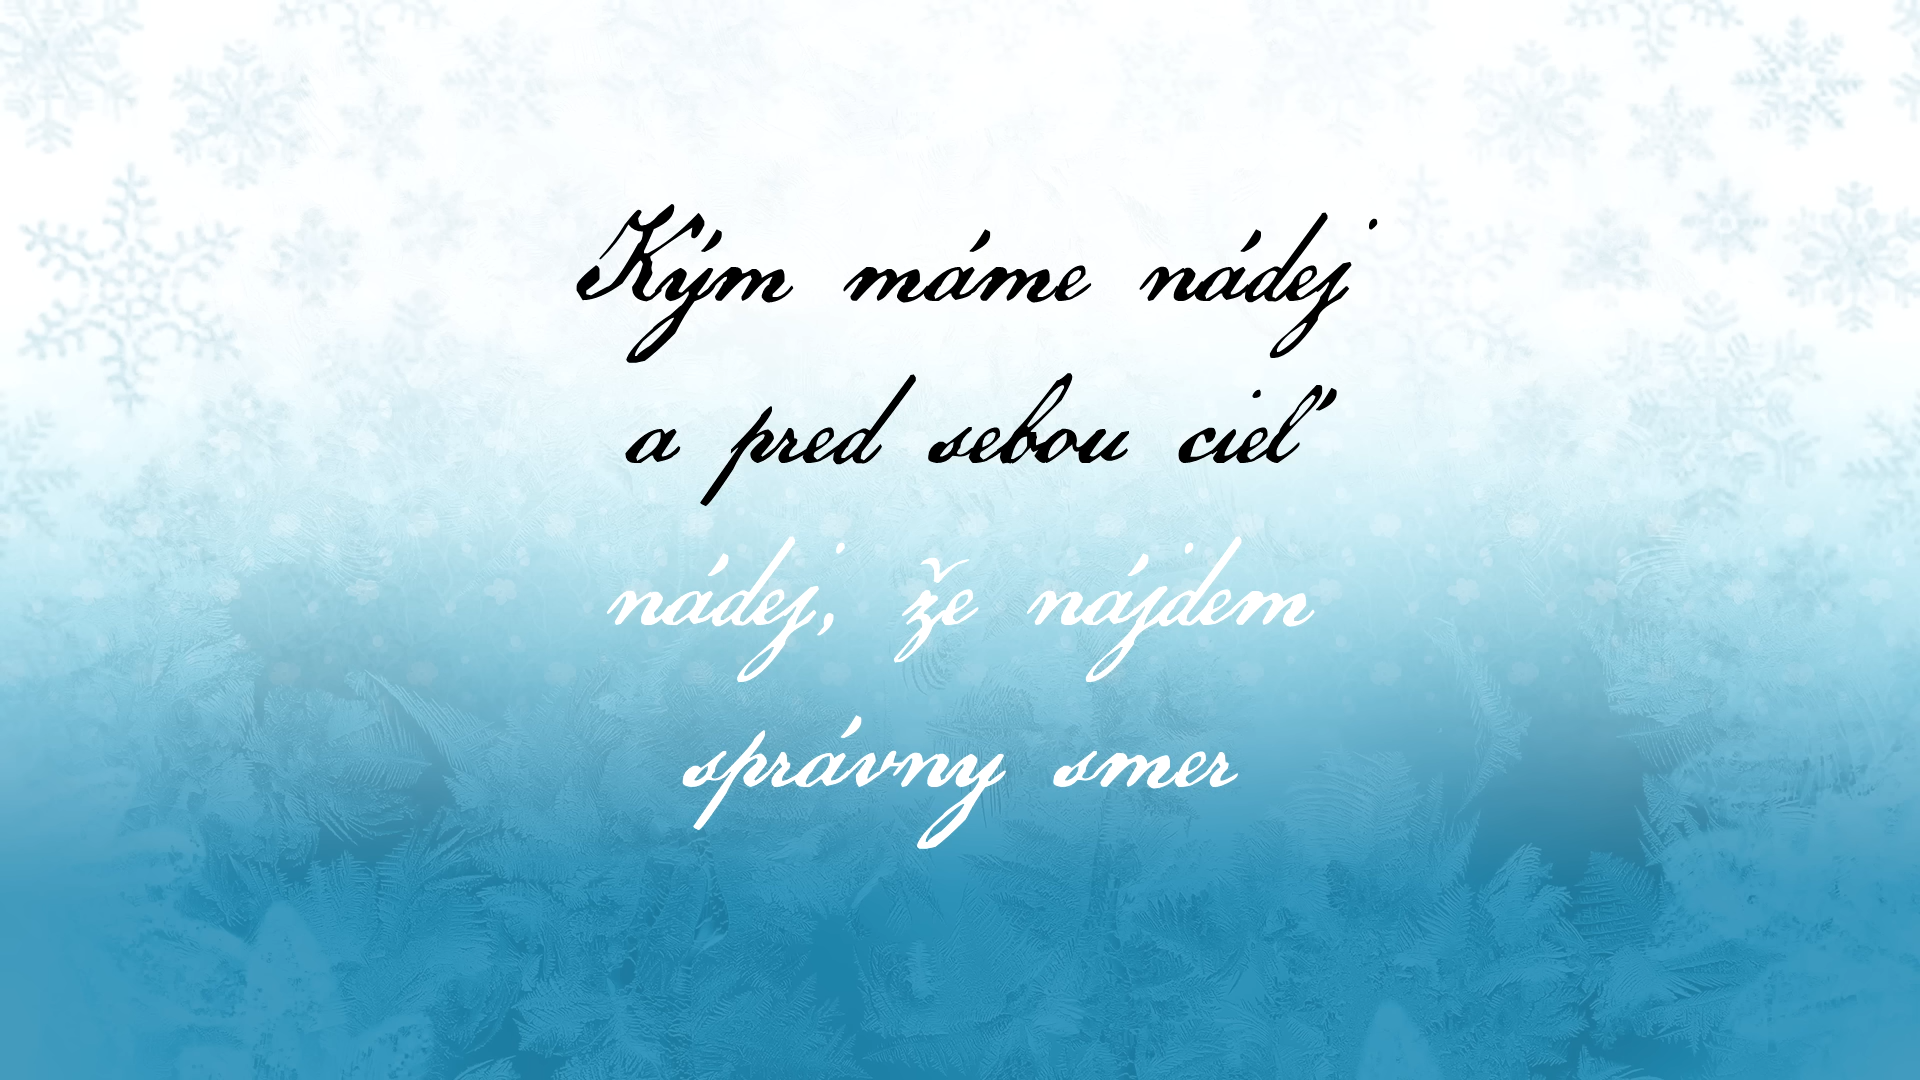 Kým máme nádej
a pred sebou cieľ
nádej, že nájdem
správny smer